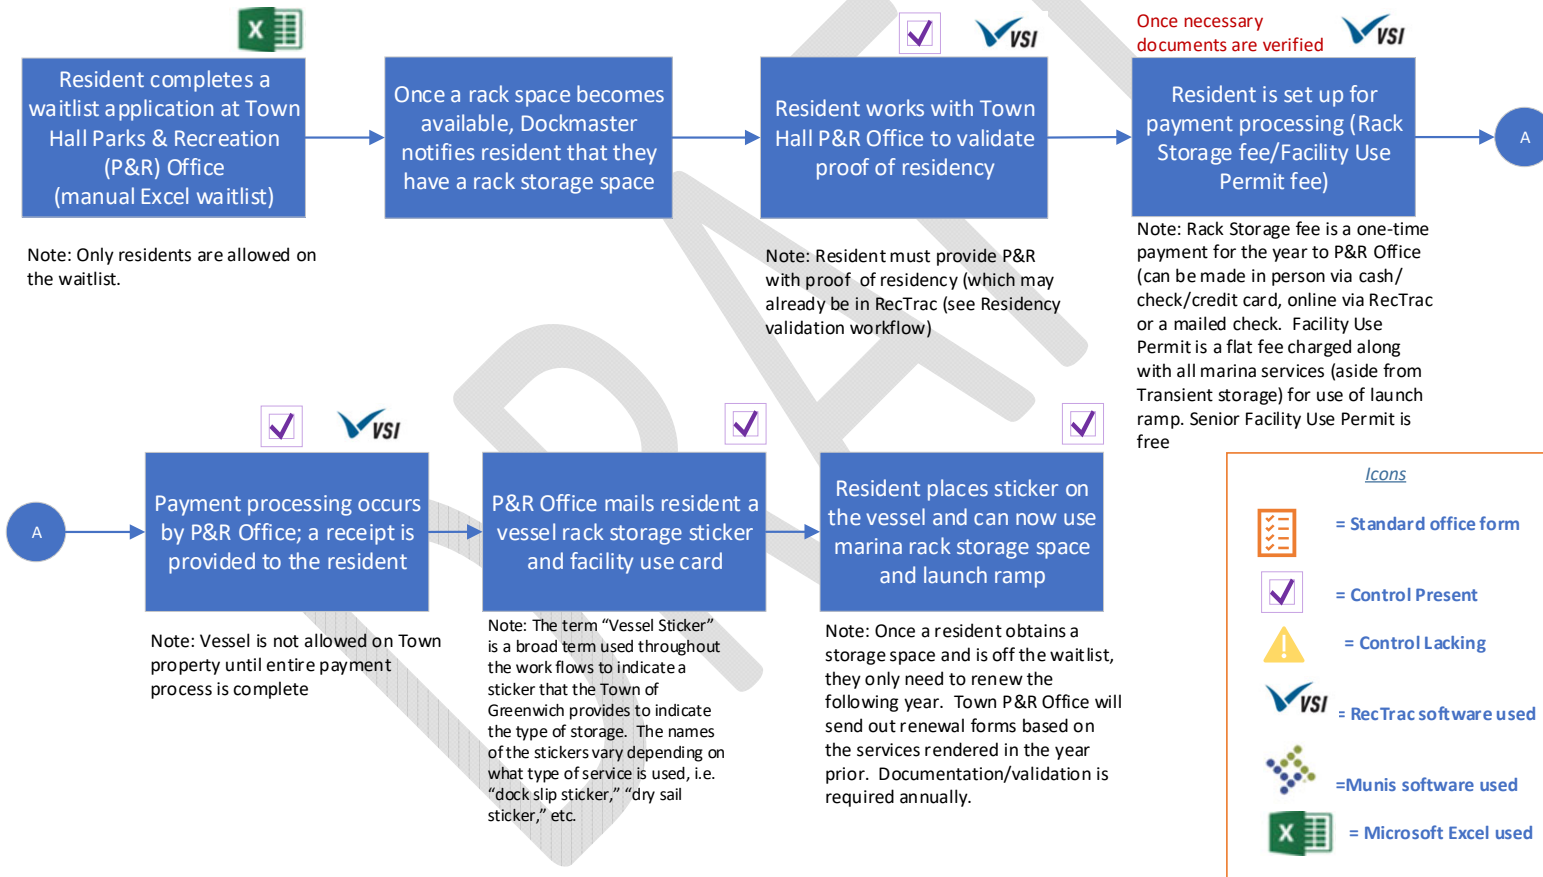 Resident completes a
waitlist application at Town
Hall Parks & Recreation
(P&R) Office
(manual Excel waitlist)
Note: Only residents are allowed on
the waitlist.
Once a rack space becomes
available, Dockmaster
notifies resident that they
have a rack storage space
VSI
Resident works with Town
Hall P&R Office to validate
proof of residency
Note: Resident must provide P&R
with proof of residency (which may
already be in RecTrac (see Residency
validation workflow)
Once necessary
documents are verified
VSI
Resident is set up for
payment processing (Rack
Storage fee/Facility Use
Permit fee)
Note: Rack Storage fee is a one-time
payment for the year to P&R Office
(can be made in person via cash/
check/credit card, online via RecTrac
or a mailed check. Facility Use
Permit is a flat fee charged along
with all marina services (aside from
Transient storage) for use of launch
ramp. Senior Facility Use Permit is
free
A
A
VSI
Payment processing occurs
by P&R Office; a receipt is
provided to the resident
Note: Vessel is not allowed on Town
property until entire payment
process is complete
P&R Office mails resident a
vessel rack storage sticker
and facility use card
Note: The term “Vessel Sticker”
is a broad term used throughout
the work flows to indicate a
sticker that the Town of
Greenwich provides to indicate
the type of storage. The names
of the stickers vary depending on
what type of service is used, i.e.
“dock slip sticker,” “dry sail
sticker,” etc.
Resident places sticker on
the vessel and can now use
marina rack storage space
and launch ramp
Note: Once a resident obtains a
storage space and is off the waitlist,
they only need to renew the
following year. Town P&R Office will
send out renewal forms based on
the services rendered in the year
prior. Documentation/validation is
required annually.
Icons
= Standard office form
= Control Present
= Control Lacking
VSI = RecTrac software used
=Munis software used
X = Microsoft Excel used
X
DRAFT